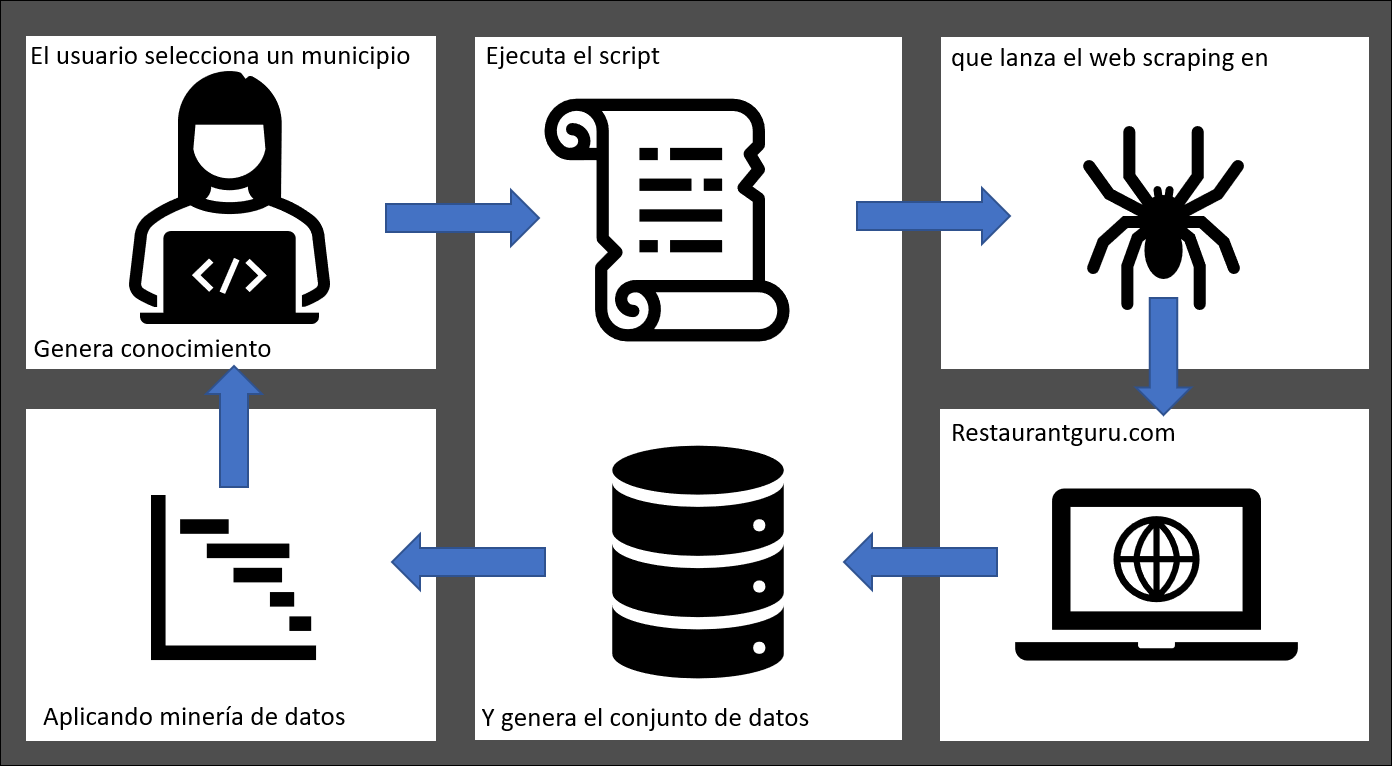 El usuario selecciona un municipio
Ejecuta el script
que lanza el web scraping en
</>
Genera conocimiento
Restaurantguru.com
Aplicando minería de datos
Y genera el conjunto de datos